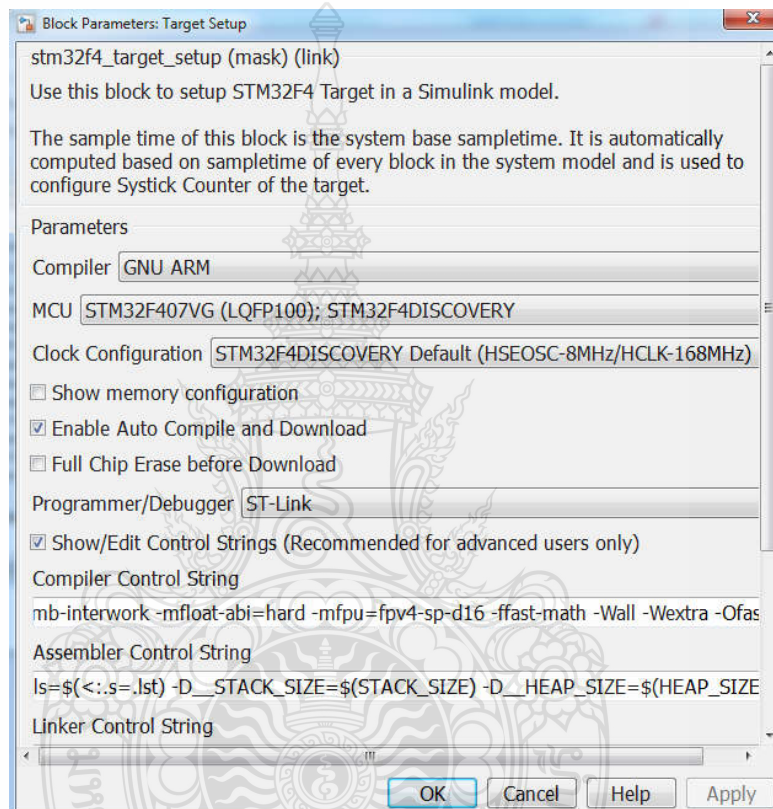 Block Parameters: Target Setup
stm32f4_target_setup (mask) (link)
Use this block to setup STM32F4 Target in a Simulink model.
The sample time of this block is the system base sampletime. It is automatically
computed based on sampletime of every block in the system model and is used to
configure Systick Counter of the target.
Parameters
Compiler GNU ARM
MCU STM32F407VG (LQFP100); STM32F4DISCOVERY
Clock Configuration STM32F4DISCOVERY Default (HSEOSC-8MHz/HCLK-168MHz)
Show memory configuration
Enable Auto Compile and Download
Full Chip Erase before Download
Programmer/Debugger ST-Link
Show/Edit Control Strings (Recommended for advanced users only)
Compiler Control String
mb-interwork -mfloat-abi=hard -mfpu=fpv4-sp-d16 -ffast-math -Wall -Wextra -Ofas
Assembler Control String
ls=$(<:.s=.lst) -D__STACK_SIZE=$(STACK_SIZE) -D__HEAP_SIZE=$(HEAP_SIZE
Linker Control String
OK Cancel Help Apply